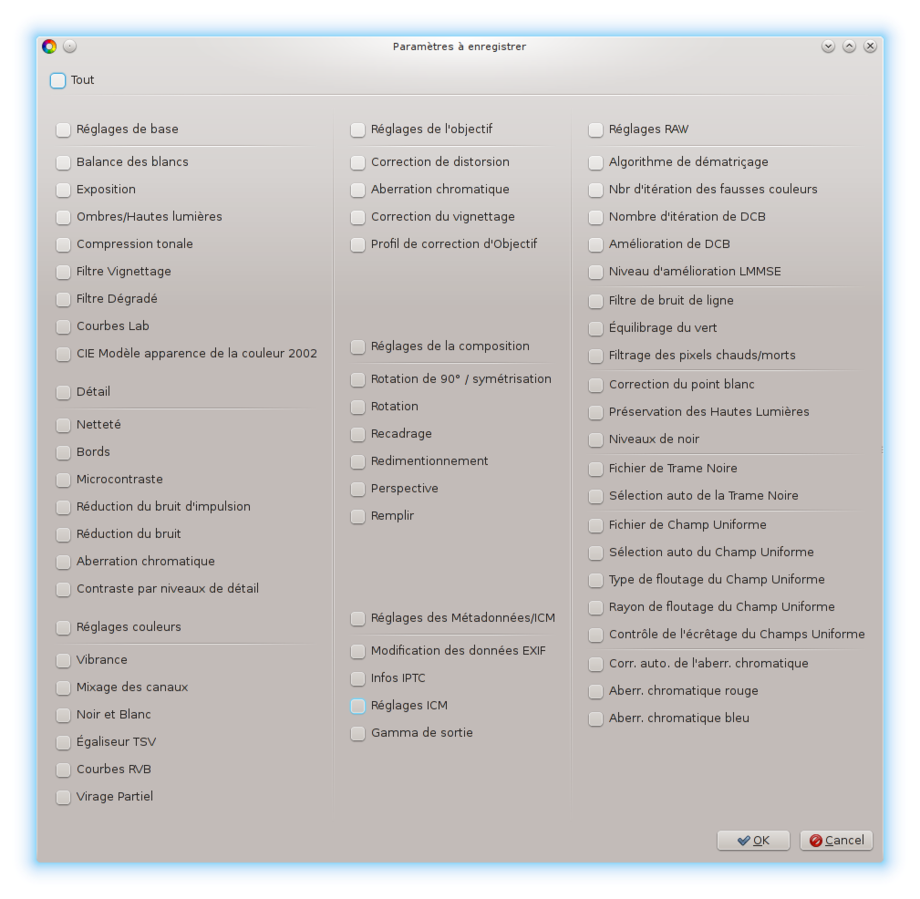 Paramètres à enregistrer
Tout
Réglages de base
Balance des blancs
Exposition
Ombres/Hautes lumières
Compression tonale
Filtre Vignettage
Filtre Dégradé
Courbes Lab
CIE Modèle apparence de la couleur 2002
Détail
Netteté
Bords
Microcontraste
Réduction du bruit d'impulsion
Réduction du bruit
Aberration chromatique
Contraste par niveaux de détail
Réglages couleurs
Vibrance
Mixage des canaux
Noir et Blanc
Égaliseur TSV
Courbes RVB
Virage Partiel
Réglages de l'objectif
Correction de distorsion
Aberration chromatique
Correction du vignettage
Profil de correction d'Objectif
Réglages de la composition
Rotation de 90° / symétrisation
Rotation
Recadrage
Redimentionnement
Perspective
Remplir
Réglages des Métadonnées/ICM
Modification des données EXIF
Infos IPTC
Réglages ICM
Gamma de sortie
Réglages RAW
Algorithme de dématriçage
Nbr d'itération des fausses couleurs
Nombre d'itération de DCB
Amélioration de DCB
Niveau d'amélioration LMMSE
Filtre de bruit de ligne
Équilibrage du vert
Filtrage des pixels chauds/morts
Correction du point blanc
Préservation des Hautes Lumières
Niveaux de noir
Fichier de Trame Noire
Sélection auto de la Trame Noire
Fichier de Champ Uniforme
Sélection auto du Champ Uniforme
Type de floutage du Champ Uniforme
Rayon de floutage du Champ Uniforme
Contrôle de l'écrêtage du Champs Uniforme
Corr. auto. de l'aberr. chromatique
Aberr. chromatique rouge
Aberr. chromatique bleu
OK
Cancel